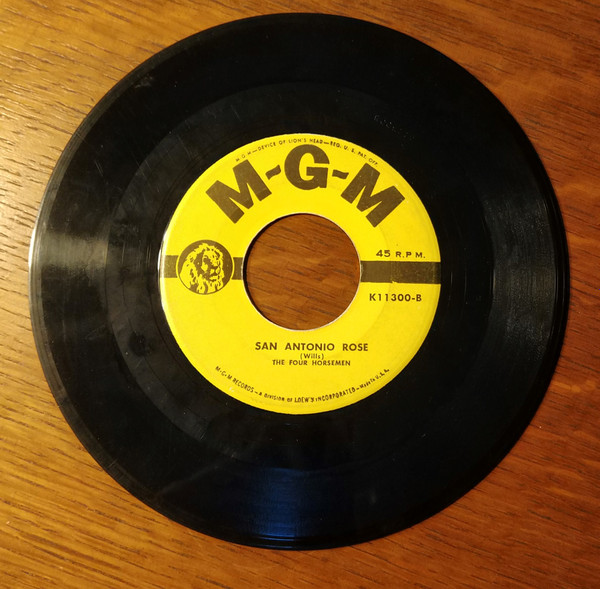 M-G-M—DEVICE OF LION'S HEAD—REG. U. S. PAT. OFF.
M-G-M
45 R.P.M.
K11300-B
SAN ANTONIO ROSE
(Wills)
THE FOUR HORSEMEN
M-G-M RECORDS—A DIVISION OF LOEW'S INCORPORATED—MADE IN U.S.A.